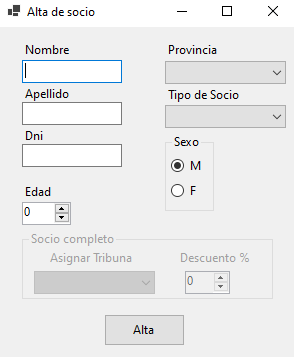 Alta de socio
Nombre
Provincia
Apellido
Tipo de Socio
Dni
Sexo
M
F
Edad
0
Socio completo
Asignar Tribuna
Descuento %
0
Alta